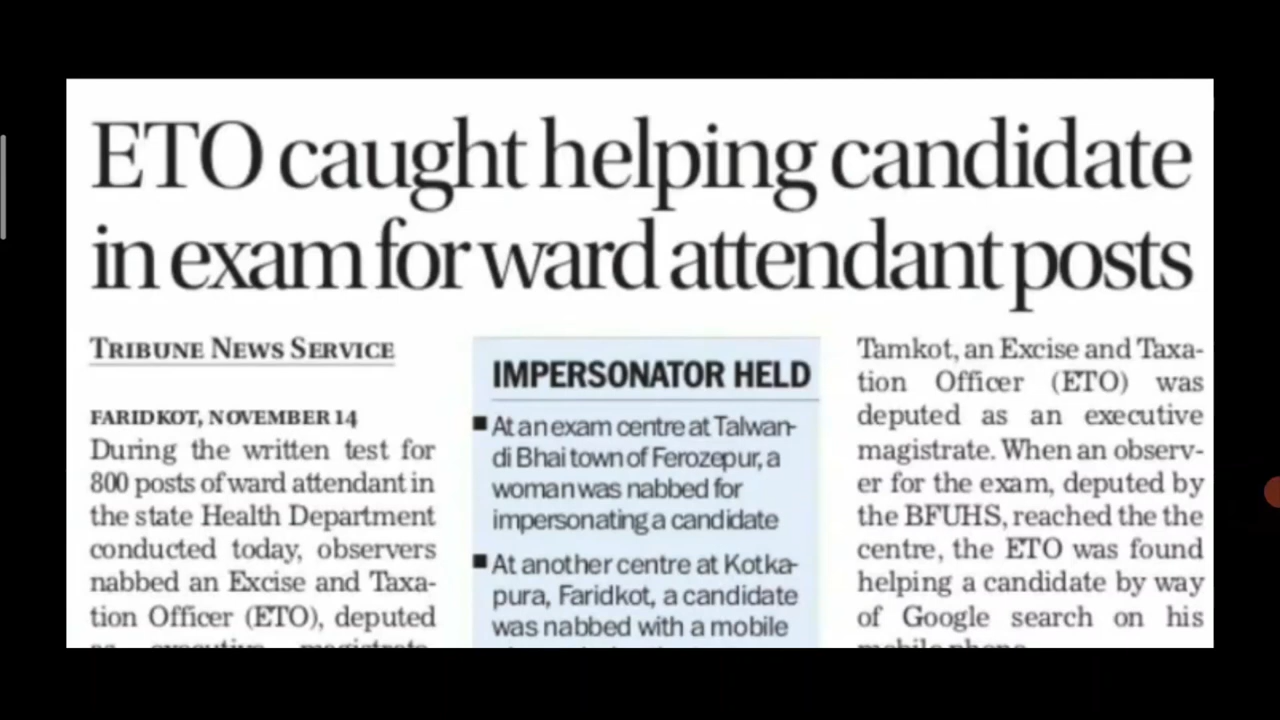 ETO caught helping candidate
in exam for ward attendant posts
TRIBUNE NEWS SERVICE
FARIDKOT, NOVEMBER 14
During the written test for
800 posts of ward attendant in
the state Health Department
conducted today, observers
nabbed an Excise and Taxa-
tion Officer (ETO), deputed
as executive magistrate,
IMPERSONATOR HELD
■ At an exam centre at Talwan-
di Bhai town of Ferozepur, a
woman was nabbed for
impersonating a candidate
■ At another centre at Kotka-
pura, Faridkot, a candidate
was nabbed with a mobile
Tamkot, an Excise and Taxa-
tion Officer (ETO) was
deputed as an executive
magistrate. When an observ-
er for the exam, deputed by
the BFUHS, reached the the
centre, the ETO was found
helping a candidate by way
of Google search on his
mobile phone.